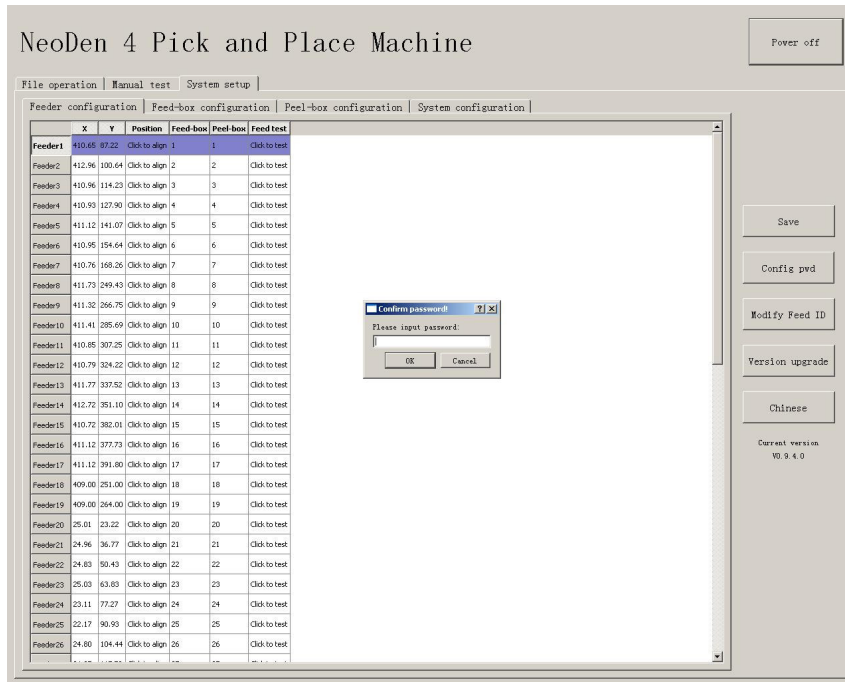 NeoDen 4 Pick and Place Machine
Power off
File operation Manual test System setup
Feeder configuration Feed-box configuration Peel-box configuration System configuration
X Y Position Feed-box Peel-box Feed test
Feeder1 410.65 87.22 Click to align 1 1 Click to test
Feeder2 412.96 100.64 Click to align 2 2 Click to test
Feeder3 410.96 114.23 Click to align 3 3 Click to test
Feeder4 410.93 127.90 Click to align 4 4 Click to test
Feeder5 411.12 141.07 Click to align 5 5 Click to test
Feeder6 410.95 154.64 Click to align 6 6 Click to test
Feeder7 410.76 168.26 Click to align 7 7 Click to test
Feeder8 411.73 249.43 Click to align 8 8 Click to test
Feeder9 411.32 266.75 Click to align 9 9 Click to test
Feeder10 411.41 285.69 Click to align 10 10 Click to test
Feeder11 410.85 307.25 Click to align 11 11 Click to test
Feeder12 410.79 324.22 Click to align 12 12 Click to test
Feeder13 411.77 337.52 Click to align 13 13 Click to test
Feeder14 412.72 351.10 Click to align 14 14 Click to test
Feeder15 410.72 382.01 Click to align 15 15 Click to test
Feeder16 411.12 377.73 Click to align 16 16 Click to test
Feeder17 411.12 391.80 Click to align 17 17 Click to test
Feeder18 409.00 251.00 Click to align 18 18 Click to test
Feeder19 409.00 264.00 Click to align 19 19 Click to test
Feeder20 25.01 23.22 Click to align 20 20 Click to test
Feeder21 24.96 36.77 Click to align 21 21 Click to test
Feeder22 24.83 50.43 Click to align 22 22 Click to test
Feeder23 25.03 63.83 Click to align 23 23 Click to test
Feeder24 23.11 77.27 Click to align 24 24 Click to test
Feeder25 22.17 90.93 Click to align 25 25 Click to test
Feeder26 24.80 104.44 Click to align 26 26 Click to test
Confirm password!
Please input password:
OK Cancel
Save
Config pwd
Modify Feed ID
Version upgrade
Chinese
Current version
V0.9.4.0